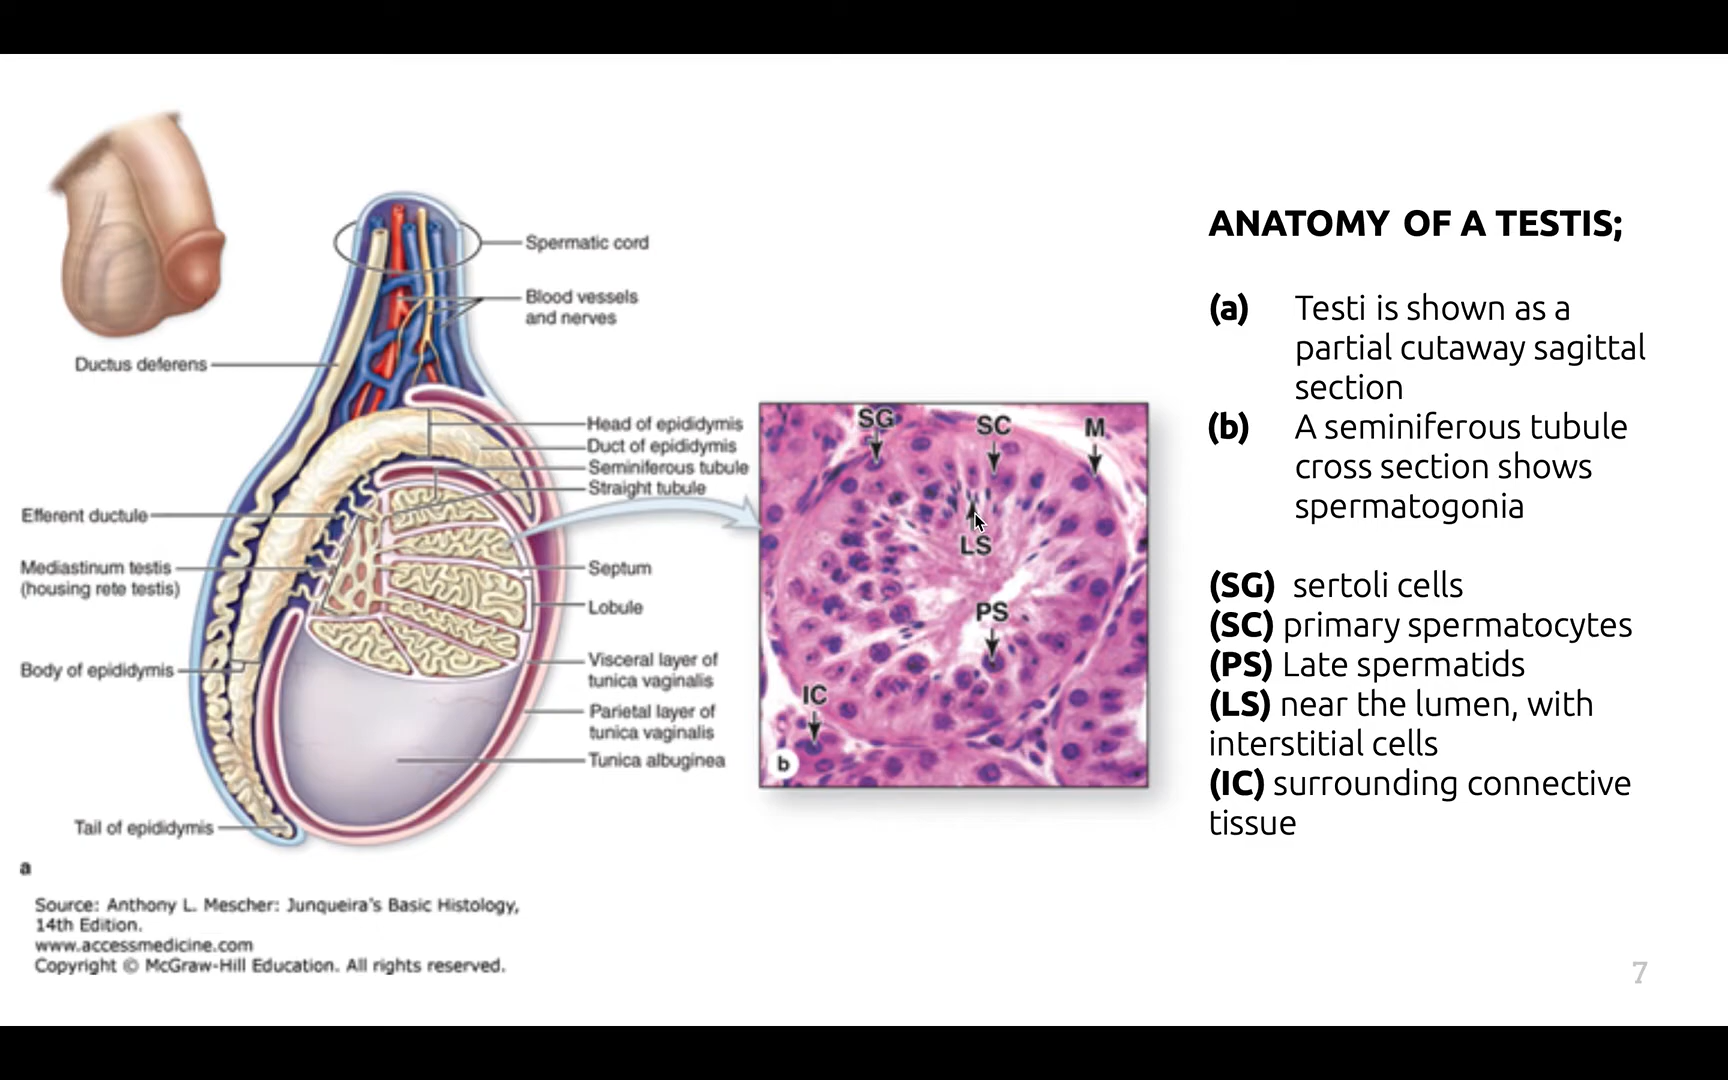 Spermatic cord
Blood vessels
and nerves
Ductus deferens
Head of epididymis
Duct of epididymis
Seminiferous tubule
Straight tubule
Efferent ductule
Mediastinum testis
(housing rete testis)
Septum
Lobule
Body of epididymis
Visceral layer of
tunica vaginalis
Parietal layer of
tunica vaginalis
Tunica albuginea
Tail of epididymis
a
Source: Anthony L. Mescher: Junqueira's Basic Histology,
14th Edition.
www.accessmedicine.com
Copyright © McGraw-Hill Education. All rights reserved.
SG
SC
M
LS
PS
IC
b
ANATOMY OF A TESTIS;
(a) Testi is shown as a
partial cutaway sagittal
section
(b) A seminiferous tubule
cross section shows
spermatogonia
(SG) sertoli cells
(SC) primary spermatocytes
(PS) Late spermatids
(LS) near the lumen, with
interstitial cells
(IC) surrounding connective
tissue
7